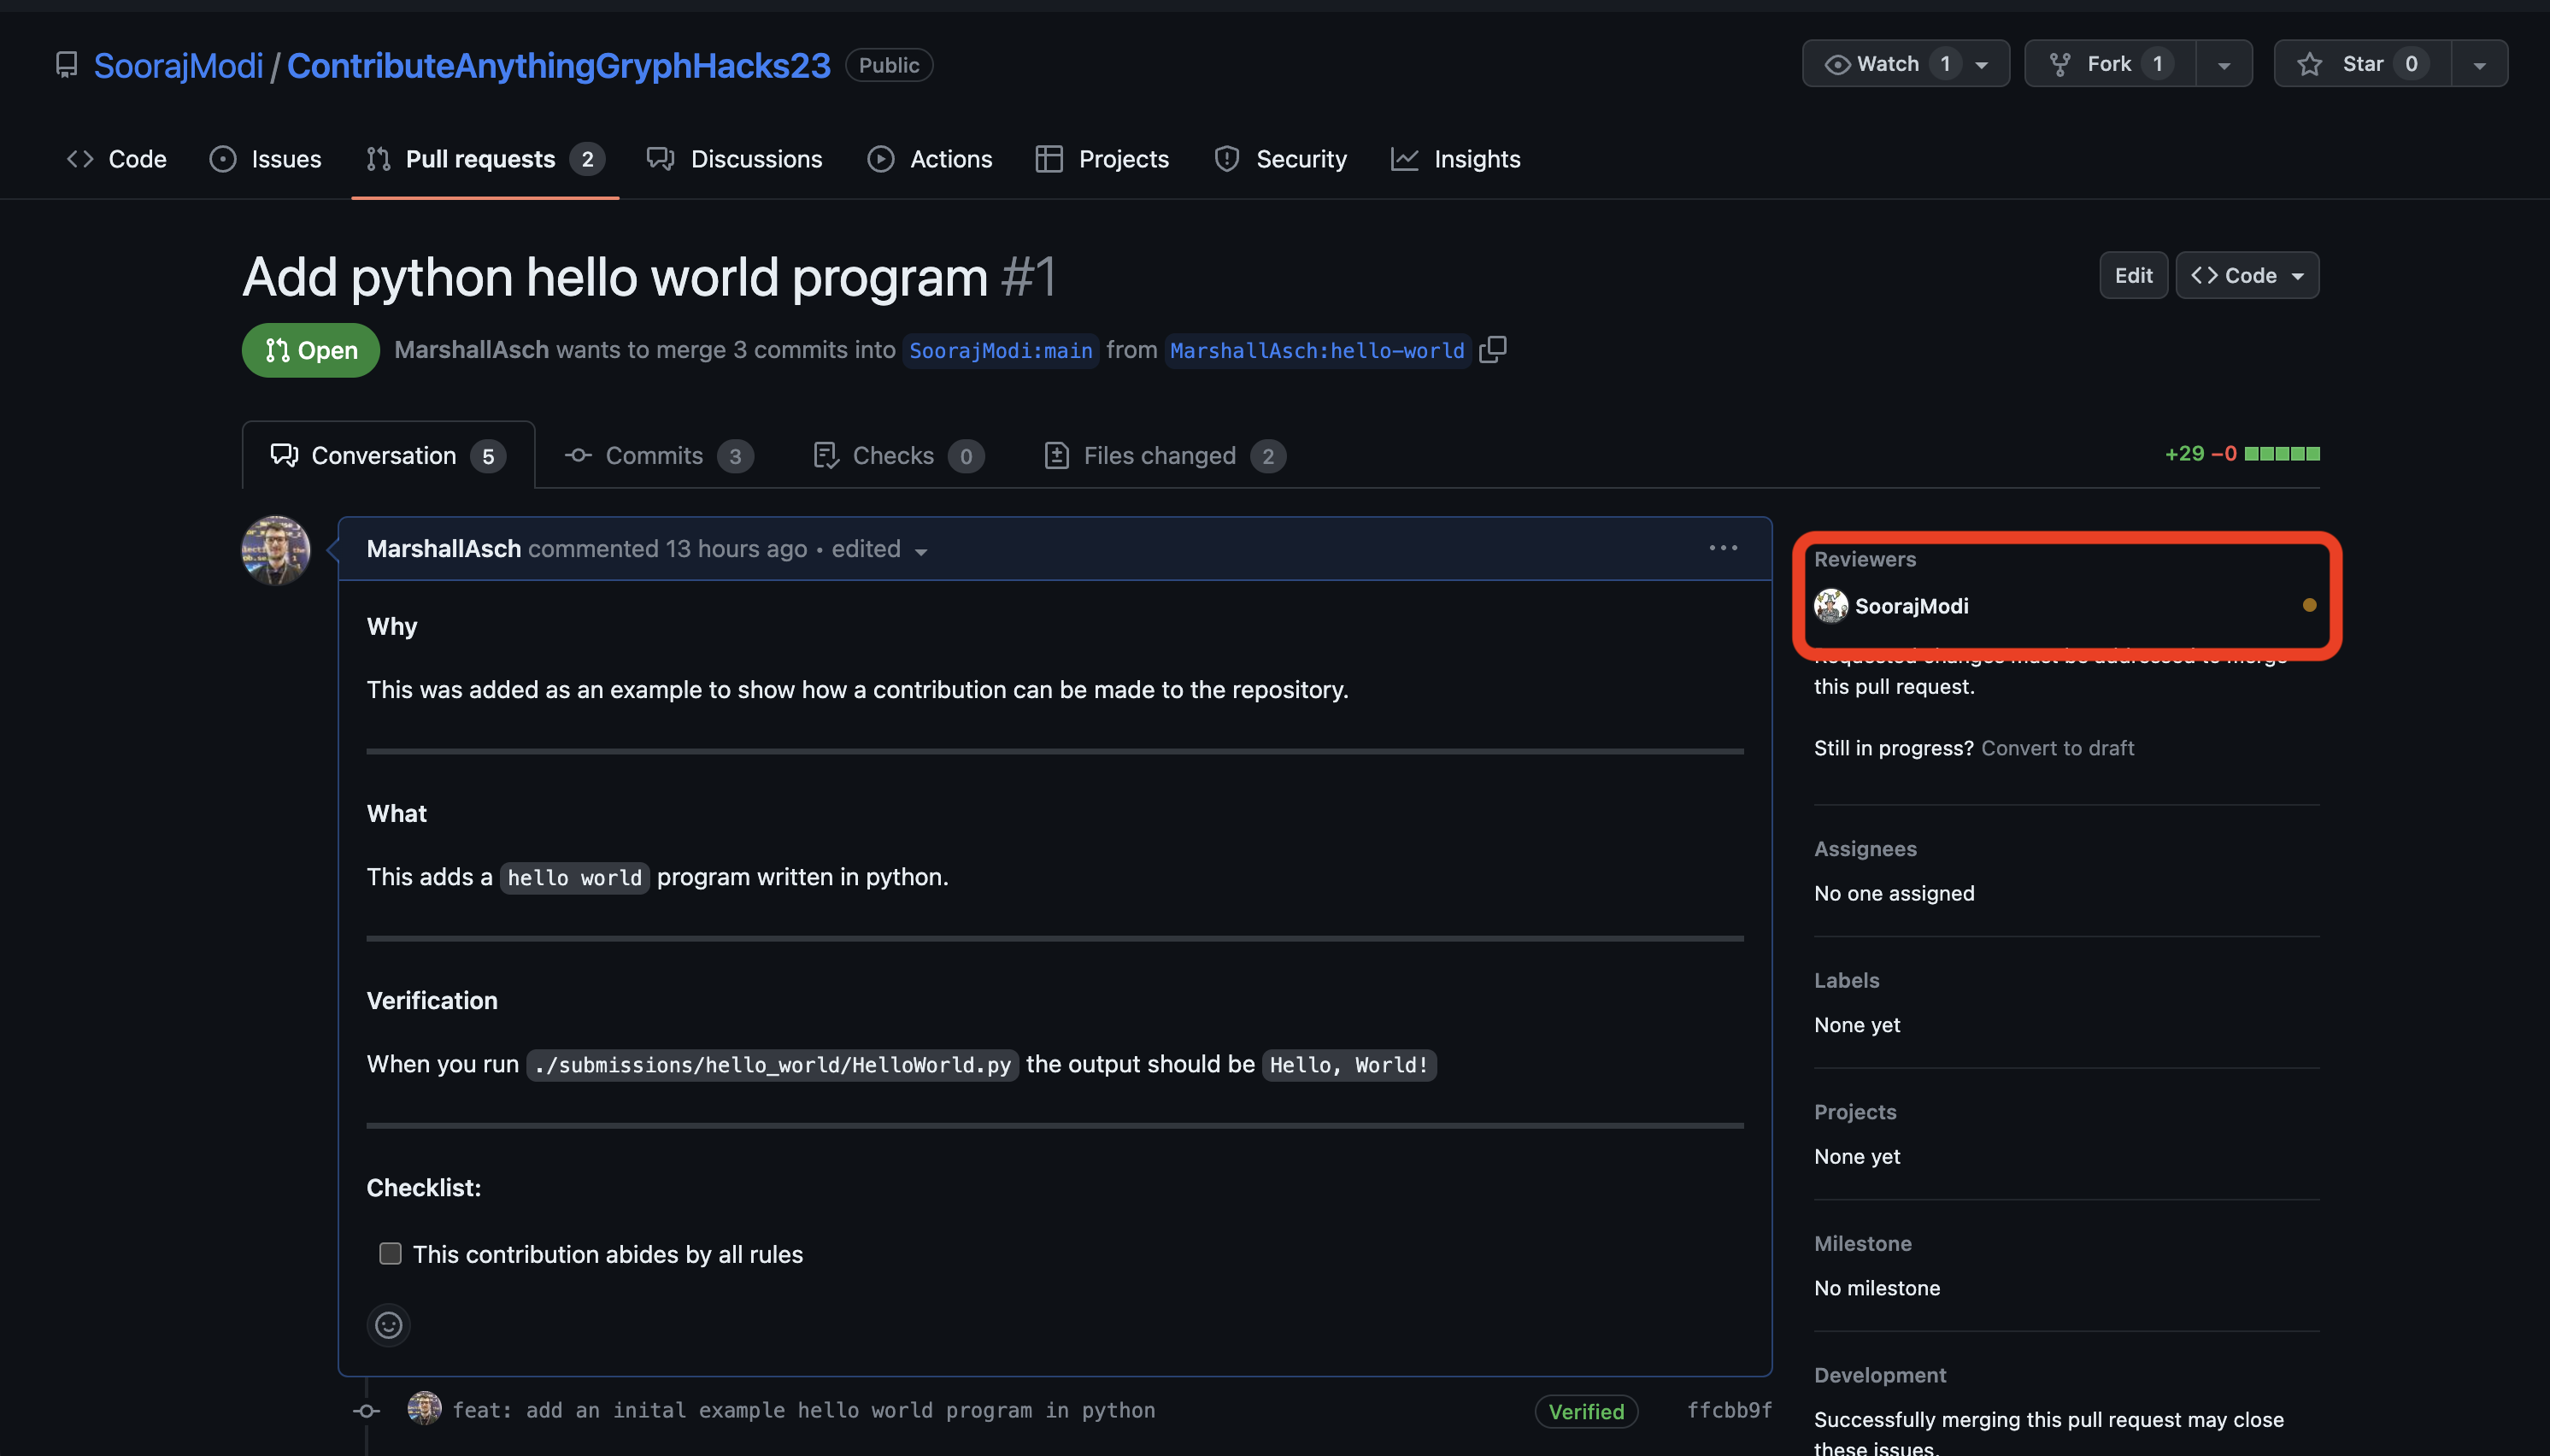 SoorajModi / ContributeAnythingGryphHacks23 Public
Watch 1 Fork 1 Star 0
Code Issues Pull requests 2 Discussions Actions Projects Security Insights
Add python hello world program #1
Edit Code
Open MarshallAsch wants to merge 3 commits into SoorajModi:main from MarshallAsch:hello-world
Conversation 5 Commits 3 Checks 0 Files changed 2
+29 −0
MarshallAsch commented 13 hours ago • edited
Why
This was added as an example to show how a contribution can be made to the repository.
What
This adds a hello world program written in python.
Verification
When you run ./submissions/hello_world/HelloWorld.py the output should be Hello, World!
Checklist:
This contribution abides by all rules
feat: add an inital example hello world program in python Verified ffcbb9f
Reviewers
SoorajModi
Requested changes must be addressed to merge
this pull request.
Still in progress? Convert to draft
Assignees
No one assigned
Labels
None yet
Projects
None yet
Milestone
No milestone
Development
Successfully merging this pull request may close
these issues.